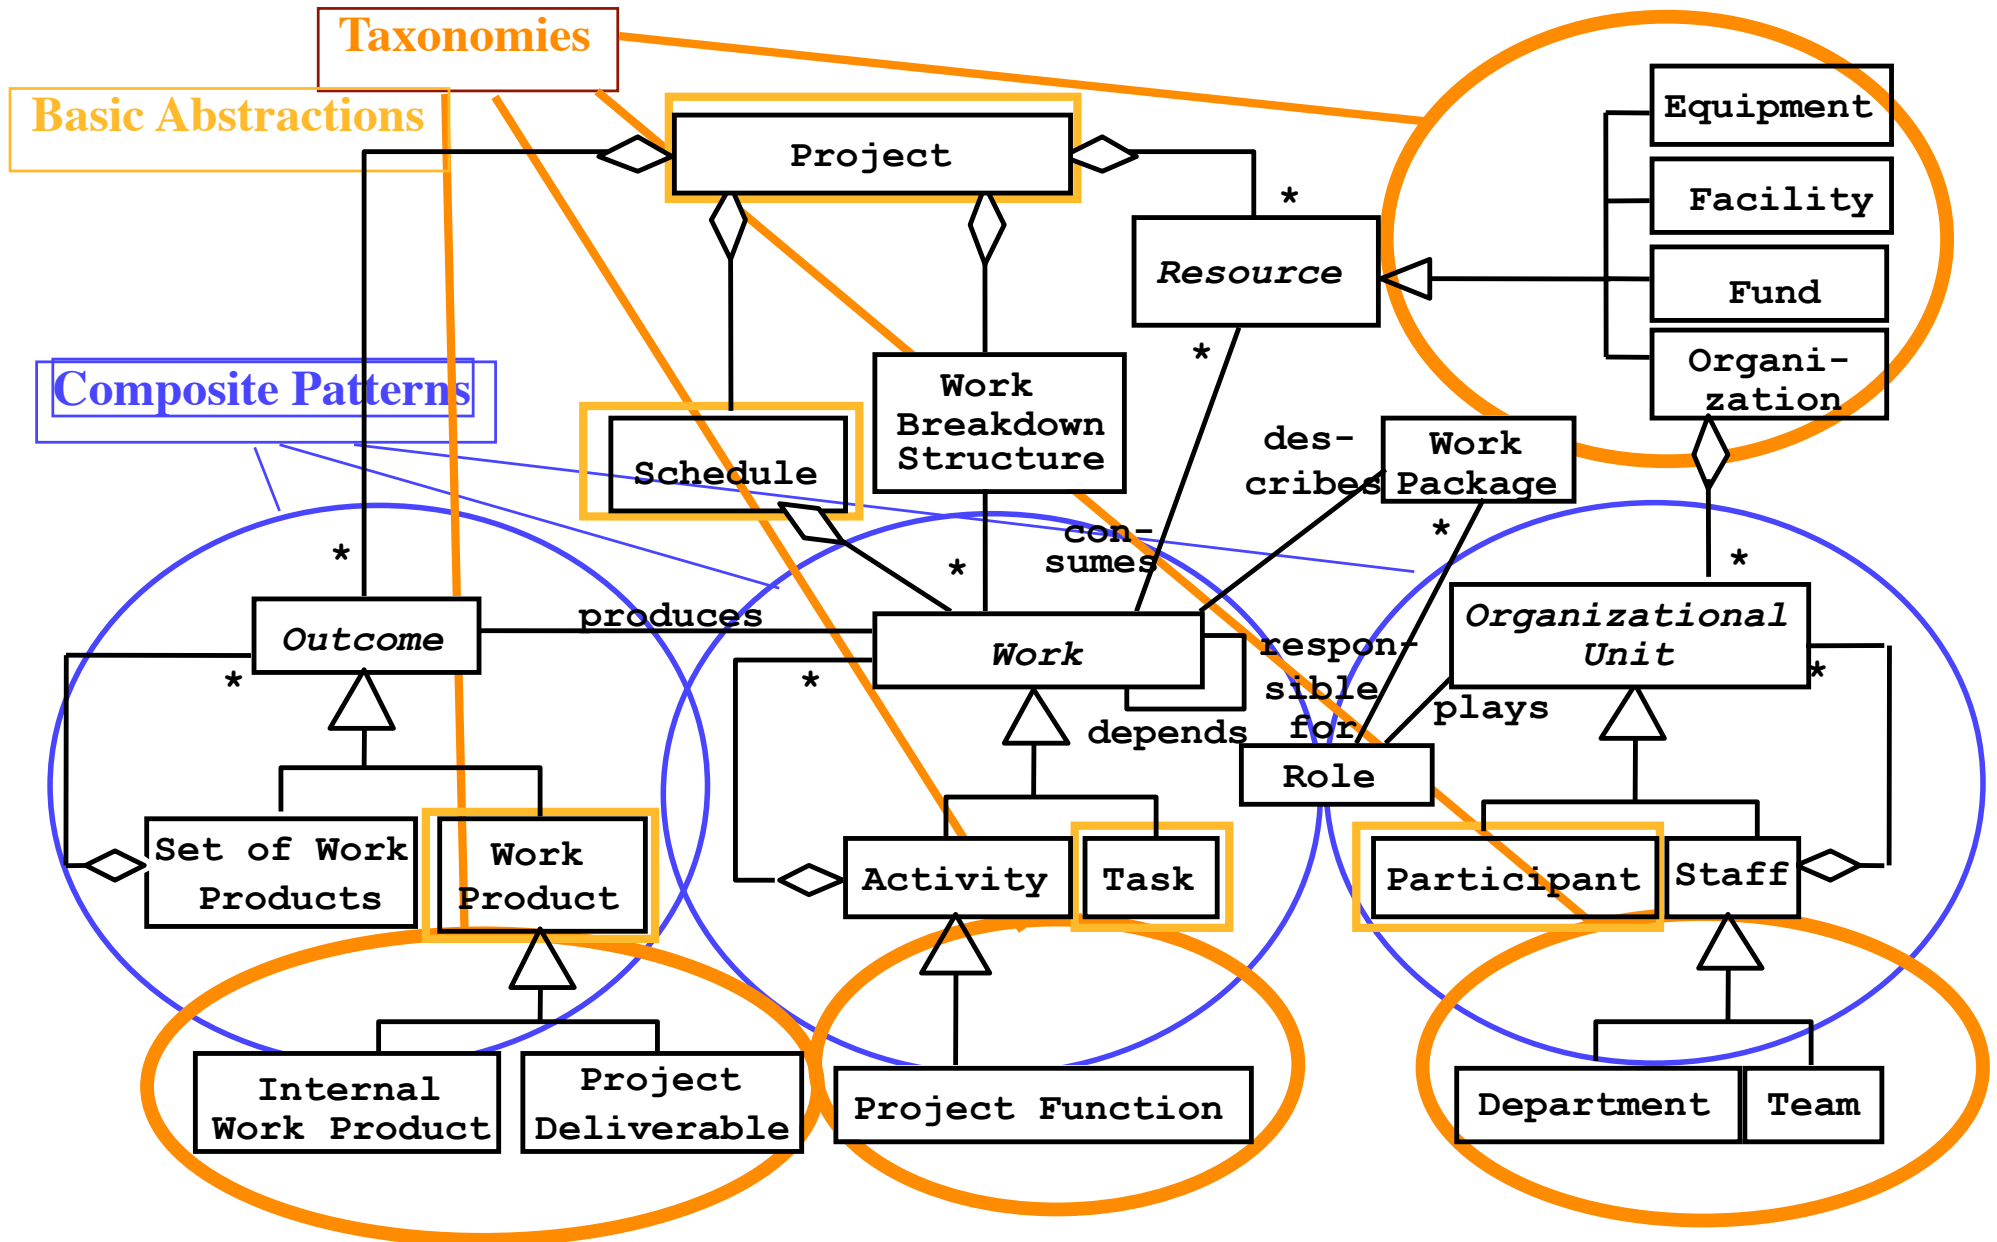 Taxonomies
Basic Abstractions
Equipment
Project
*
Facility
Resource
Fund
*
Organi-
zation
Composite Patterns
Work
Breakdown
Structure
des-
cribes
Work
Package
Schedule
*
con-
sumes
*
*
*
produces
Outcome
*
Work
*
respon-
sible
for
Organizational
Unit
*
plays
depends
Role
Set of Work
Products
Work
Product
Activity
Task
Participant
Staff
Internal
Work Product
Project
Deliverable
Project Function
Department
Team